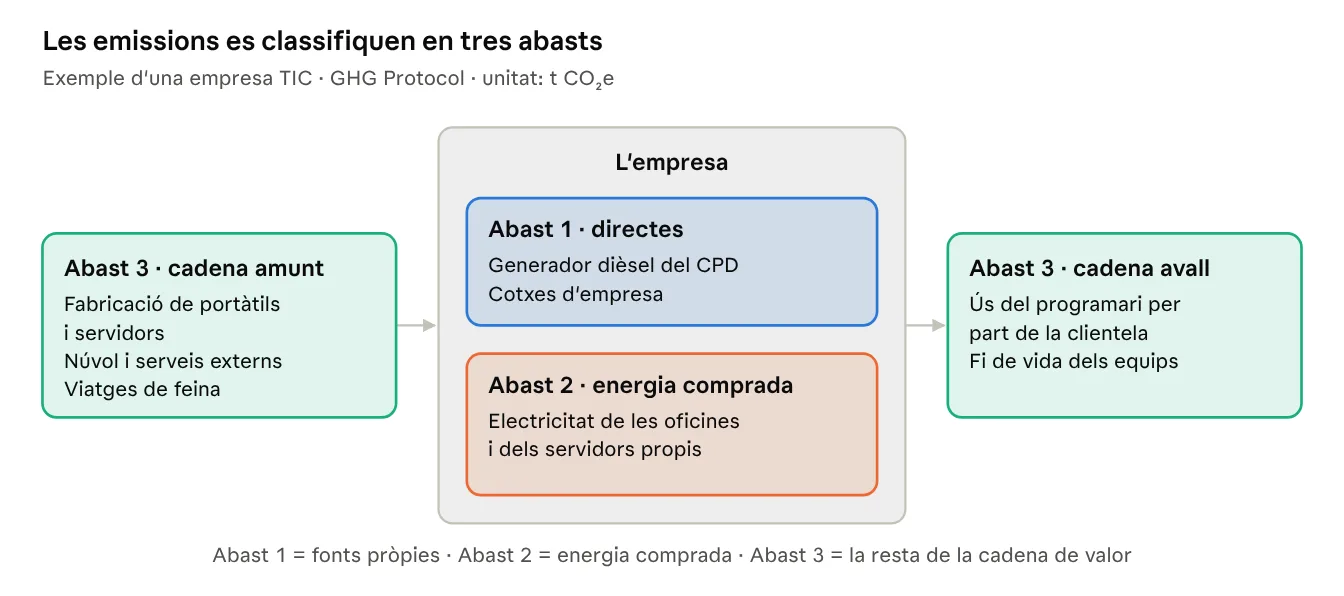 Les emissions es classifiquen en tres abasts
Exemple d'una empresa TIC · GHG Protocol · unitat: t CO₂e
Abast 3 · cadena amunt
Fabricació de portàtils
i servidors
Núvol i serveis externs
Viatges de feina
L'empresa
Abast 1 · directes
Generador dièsel del CPD
Cotxes d'empresa
Abast 2 · energia comprada
Electricitat de les oficines
i dels servidors propis
Abast 3 · cadena avall
Ús del programari per
part de la clientela
Fi de vida dels equips
Abast 1 = fonts pròpies · Abast 2 = energia comprada · Abast 3 = la resta de la cadena de valor